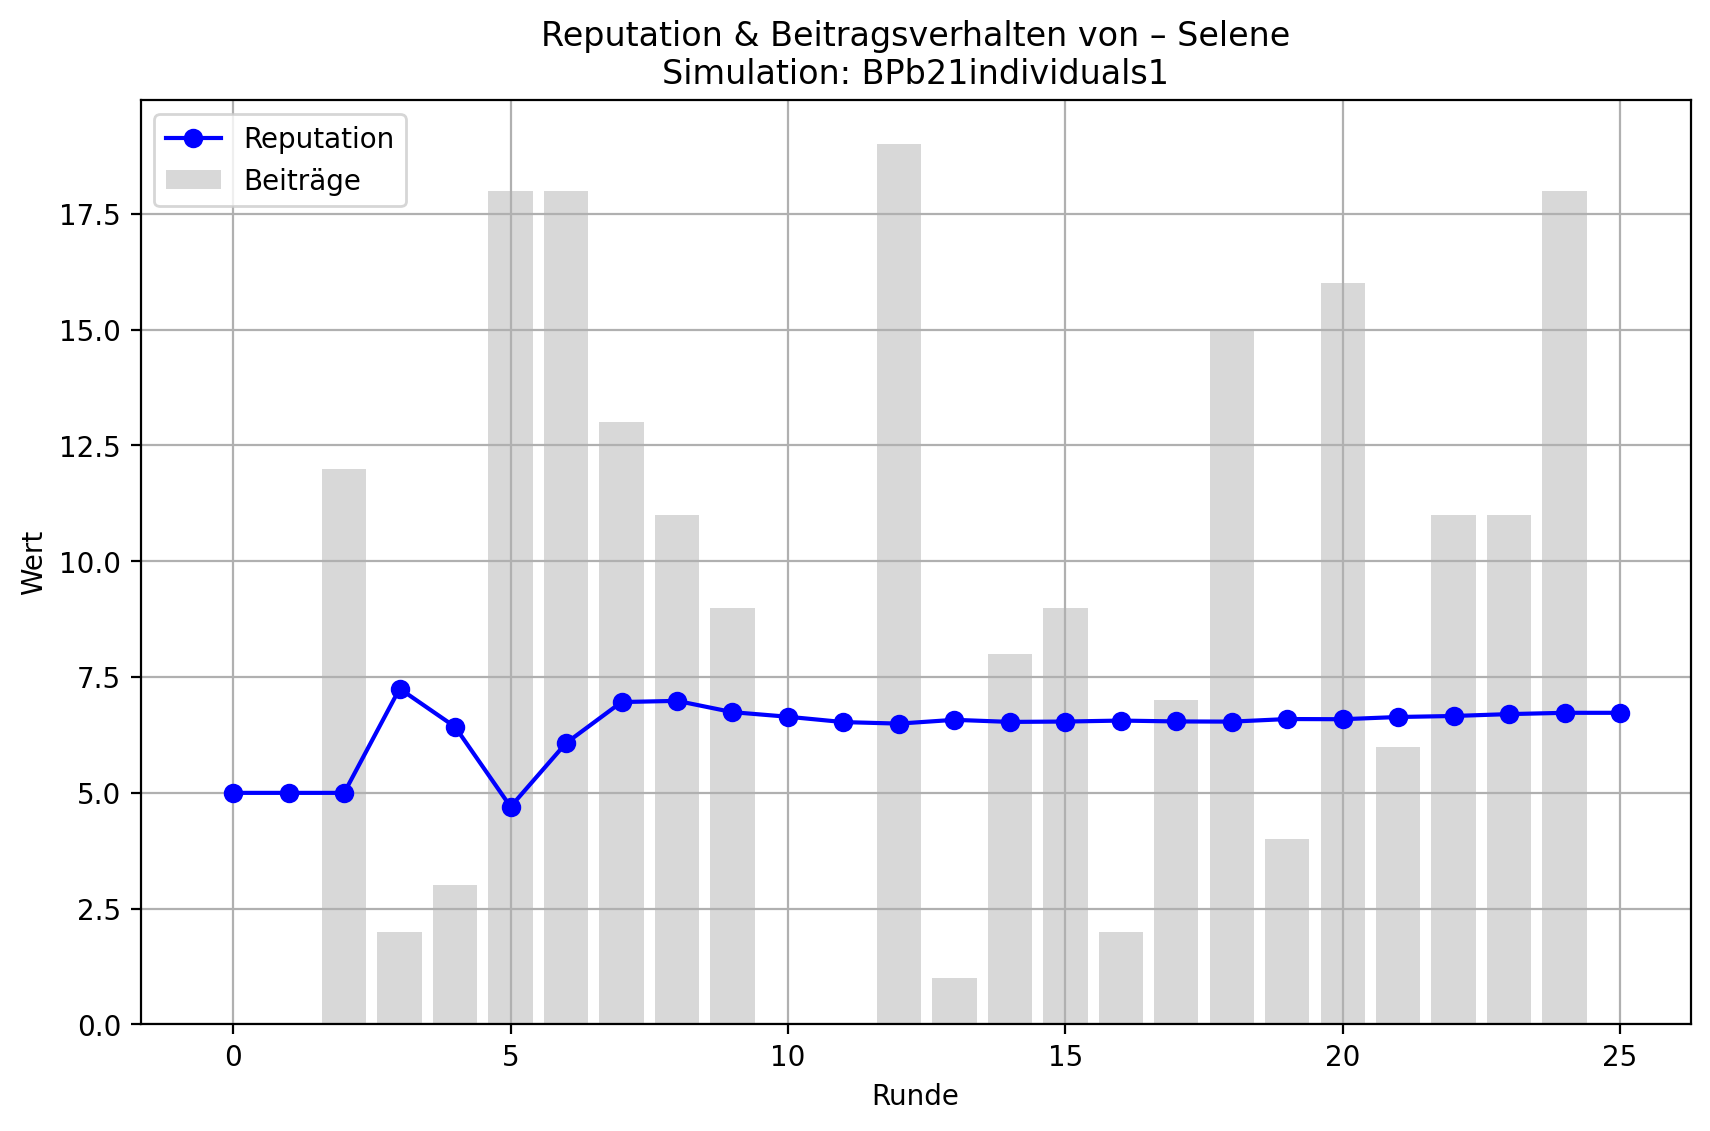 Reputation & Beitragsverhalten von – Selene
Simulation: BPb21individuals1
Reputation
Beiträge
Wert
17.5
15.0
12.5
10.0
7.5
5.0
2.5
0.0
0 5 10 15 20 25
Runde